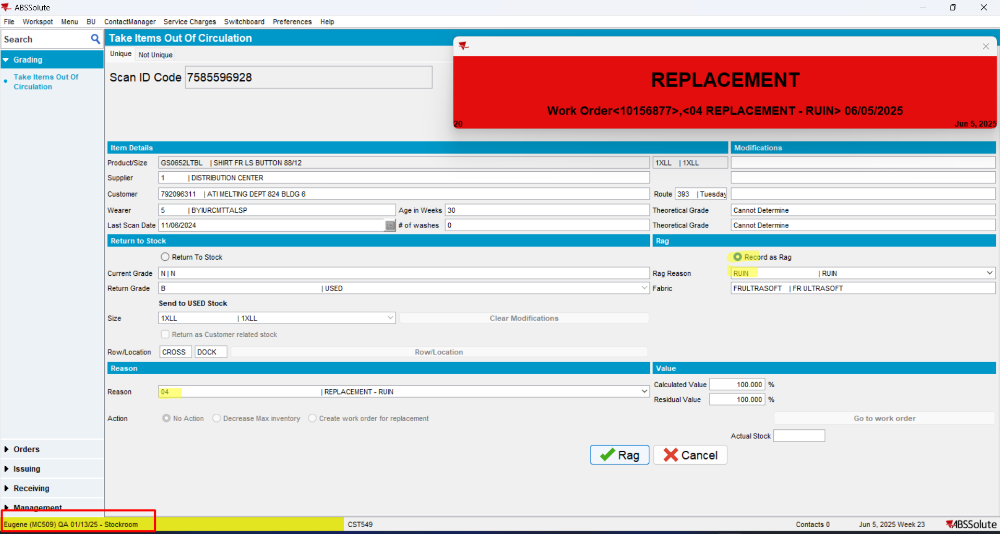 ABSSolute
File Workspot Menu BU ContactManager Service Charges Switchboard Preferences Help
Search
Take Items Out Of Circulation
Unique Not Unique
Grading
Take Items Out Of
Circulation
Scan ID Code 7585596928
REPLACEMENT
Work Order<10156877>,<04 REPLACEMENT - RUIN> 06/05/2025
20 Jun 5, 2025
Item Details Modifications
Product/Size GS0652LTBL | SHIRT FR LS BUTTON 88/12 1XLL | 1XLL
Supplier 1 | DISTRIBUTION CENTER
Customer 792096311 | ATI MELTING DEPT 824 BLDG 6 Route 393 | Tuesday
Wearer 5 | BYIURCMTTALSP Age in Weeks 30 Theoretical Grade Cannot Determine
Last Scan Date 11/06/2024 16 # of washes 0 Theoretical Grade Cannot Determine
Return to Stock Rag
Return To Stock Record as Rag
Current Grade N | N Rag Reason RUIN | RUIN
Return Grade B | USED Fabric FRULTRASOFT | FR ULTRASOFT
Send to USED Stock
Size 1XLL | 1XLL Clear Modifications
Return as Customer related stock
Row/Location CROSS DOCK Row/Location
Reason Value
Reason 04 | REPLACEMENT - RUIN Calculated Value 100.000 %
Residual Value 100.000 %
Action No Action Decrease Max inventory Create work order for replacement Go to work order
Actual Stock
Rag Cancel
Orders
Issuing
Receiving
Management
Eugene (MC509) QA 01/13/25 - Stockroom CST549 Contacts 0 Jun 5, 2025 Week 23 ABSSolute